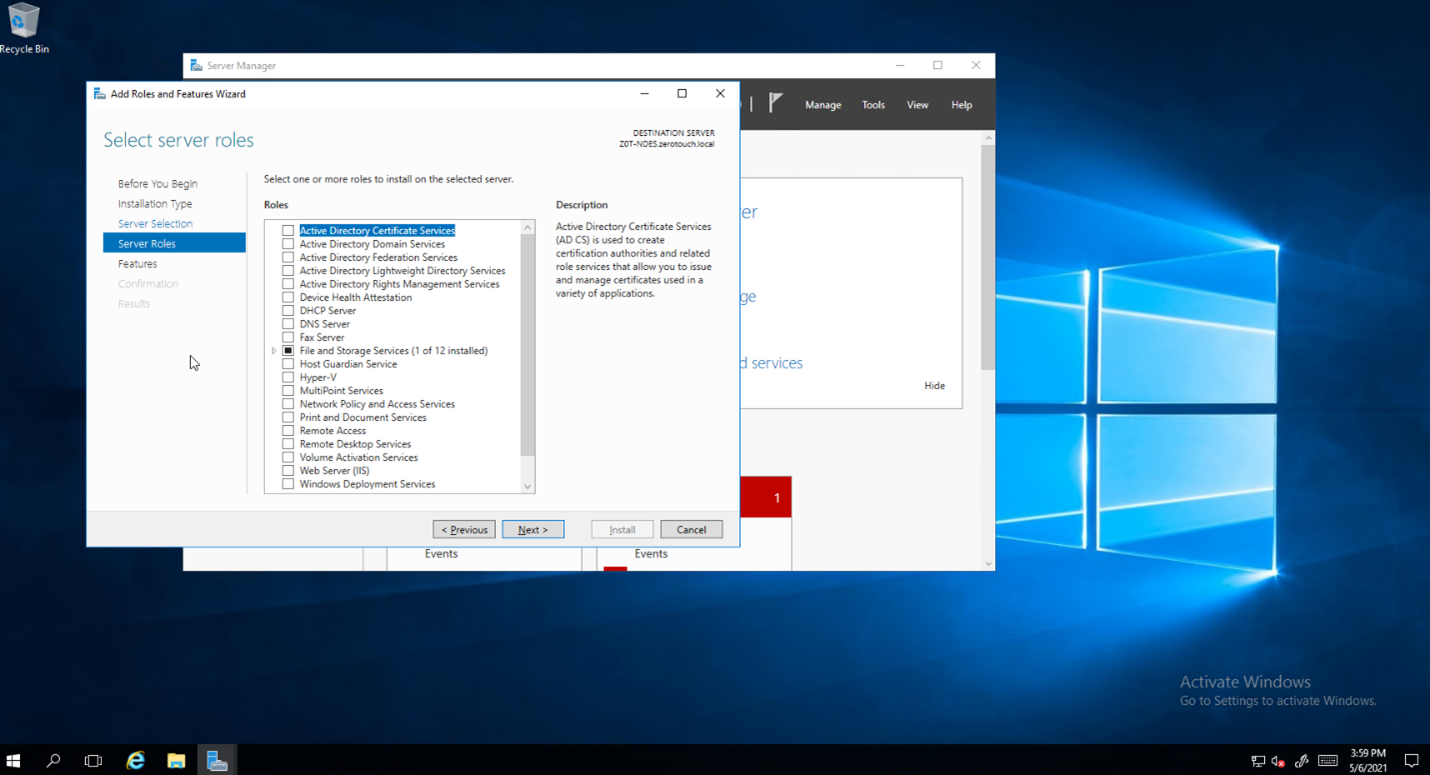 Recycle Bin
Server Manager
Manage Tools View Help
Add Roles and Features Wizard
Select server roles
DESTINATION SERVER
Z0T-NDES.zerotouch.local
Before You Begin
Installation Type
Server Selection
Server Roles
Features
Confirmation
Results
Select one or more roles to install on the selected server.
Roles
Active Directory Certificate Services
Active Directory Domain Services
Active Directory Federation Services
Active Directory Lightweight Directory Services
Active Directory Rights Management Services
Device Health Attestation
DHCP Server
DNS Server
Fax Server
File and Storage Services (1 of 12 installed)
Host Guardian Service
Hyper-V
MultiPoint Services
Network Policy and Access Services
Print and Document Services
Remote Access
Remote Desktop Services
Volume Activation Services
Web Server (IIS)
Windows Deployment Services
Description
Active Directory Certificate Services
(AD CS) is used to create
certification authorities and related
role services that allow you to issue
and manage certificates used in a
variety of applications.
< Previous Next > Install Cancel
er
ge
d services
Hide
1
Events Events
Activate Windows
Go to Settings to activate Windows.
3:59 PM
5/6/2021